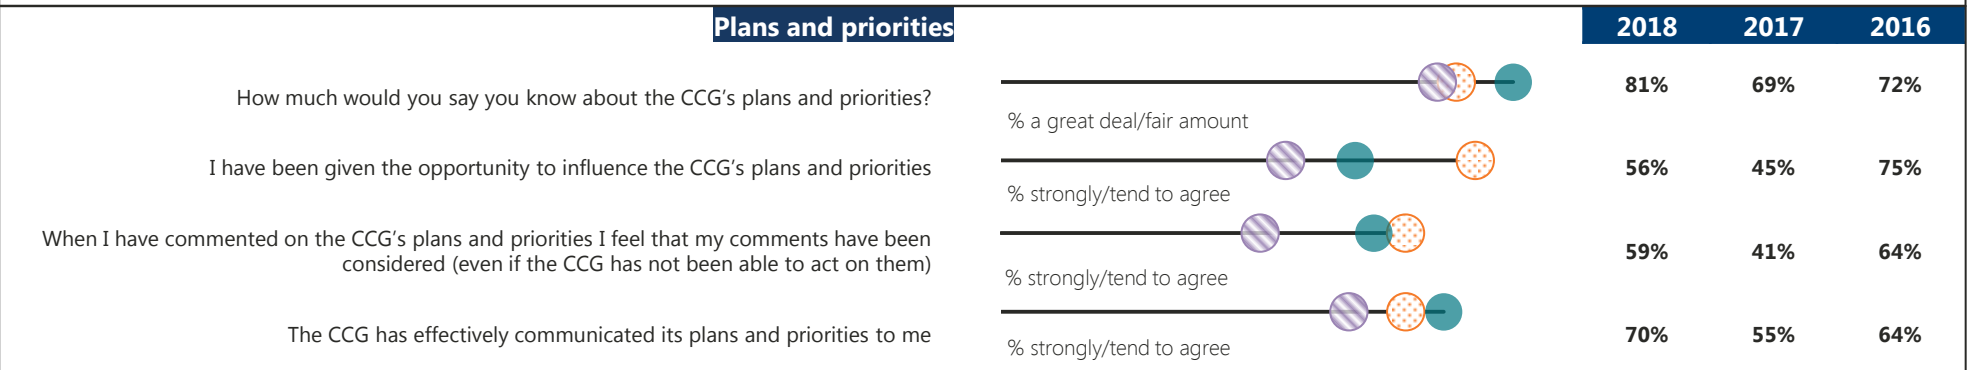 Plans and priorities 2018 2017 2016
How much would you say you know about the CCG’s plans and priorities? 81% 69% 72%
% a great deal/fair amount
I have been given the opportunity to influence the CCG’s plans and priorities 56% 45% 75%
% strongly/tend to agree
When I have commented on the CCG’s plans and priorities I feel that my comments have been
considered (even if the CCG has not been able to act on them) 59% 41% 64%
% strongly/tend to agree
The CCG has effectively communicated its plans and priorities to me 70% 55% 64%
% strongly/tend to agree